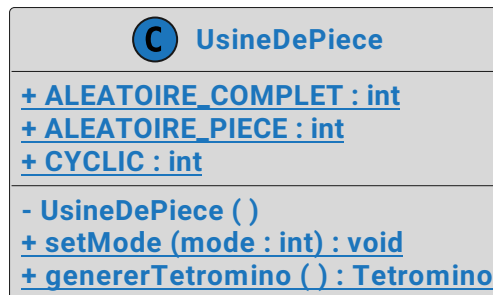 C UsineDePiece
+ ALEATOIRE_COMPLET : int
+ ALEATOIRE_PIECE : int
+ CYCLIC : int
- UsineDePiece ( )
+ setMode (mode : int) : void
+ genererTetromino ( ) : Tetromino